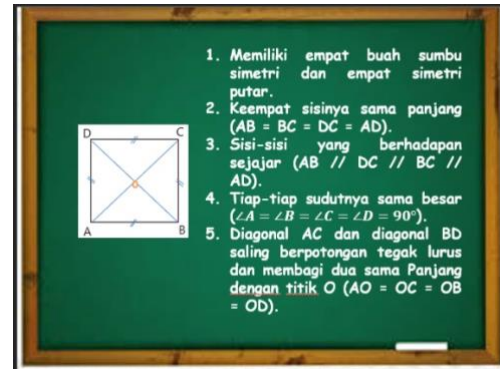 D C
O
A B
1. Memiliki empat buah sumbu
simetri dan empat simetri
putar.
2. Keempat sisinya sama panjang
(AB = BC = DC = AD).
3. Sisi-sisi yang berhadapan
sejajar (AB // DC // BC //
AD).
4. Tiap-tiap sudutnya sama besar
(∠A = ∠B = ∠C = ∠D = 90°).
5. Diagonal AC dan diagonal BD
saling berpotongan tegak lurus
dan membagi dua sama Panjang
dengan titik O (AO = OC = OB
= OD).